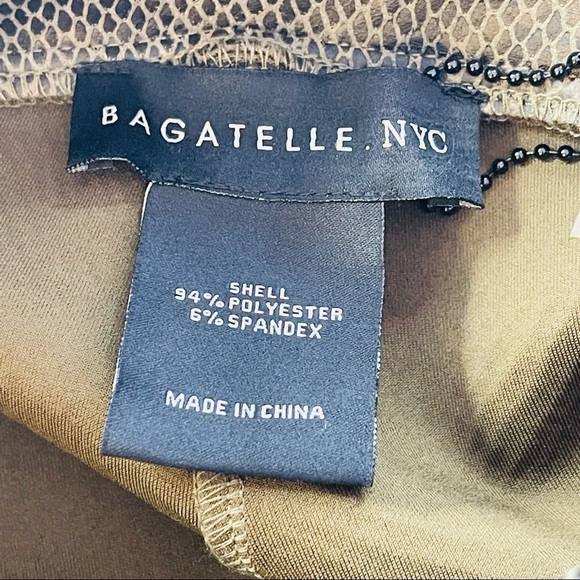 BAGATELLE.NYC
SHELL
94% POLYESTER
6% SPANDEX
MADE IN CHINA